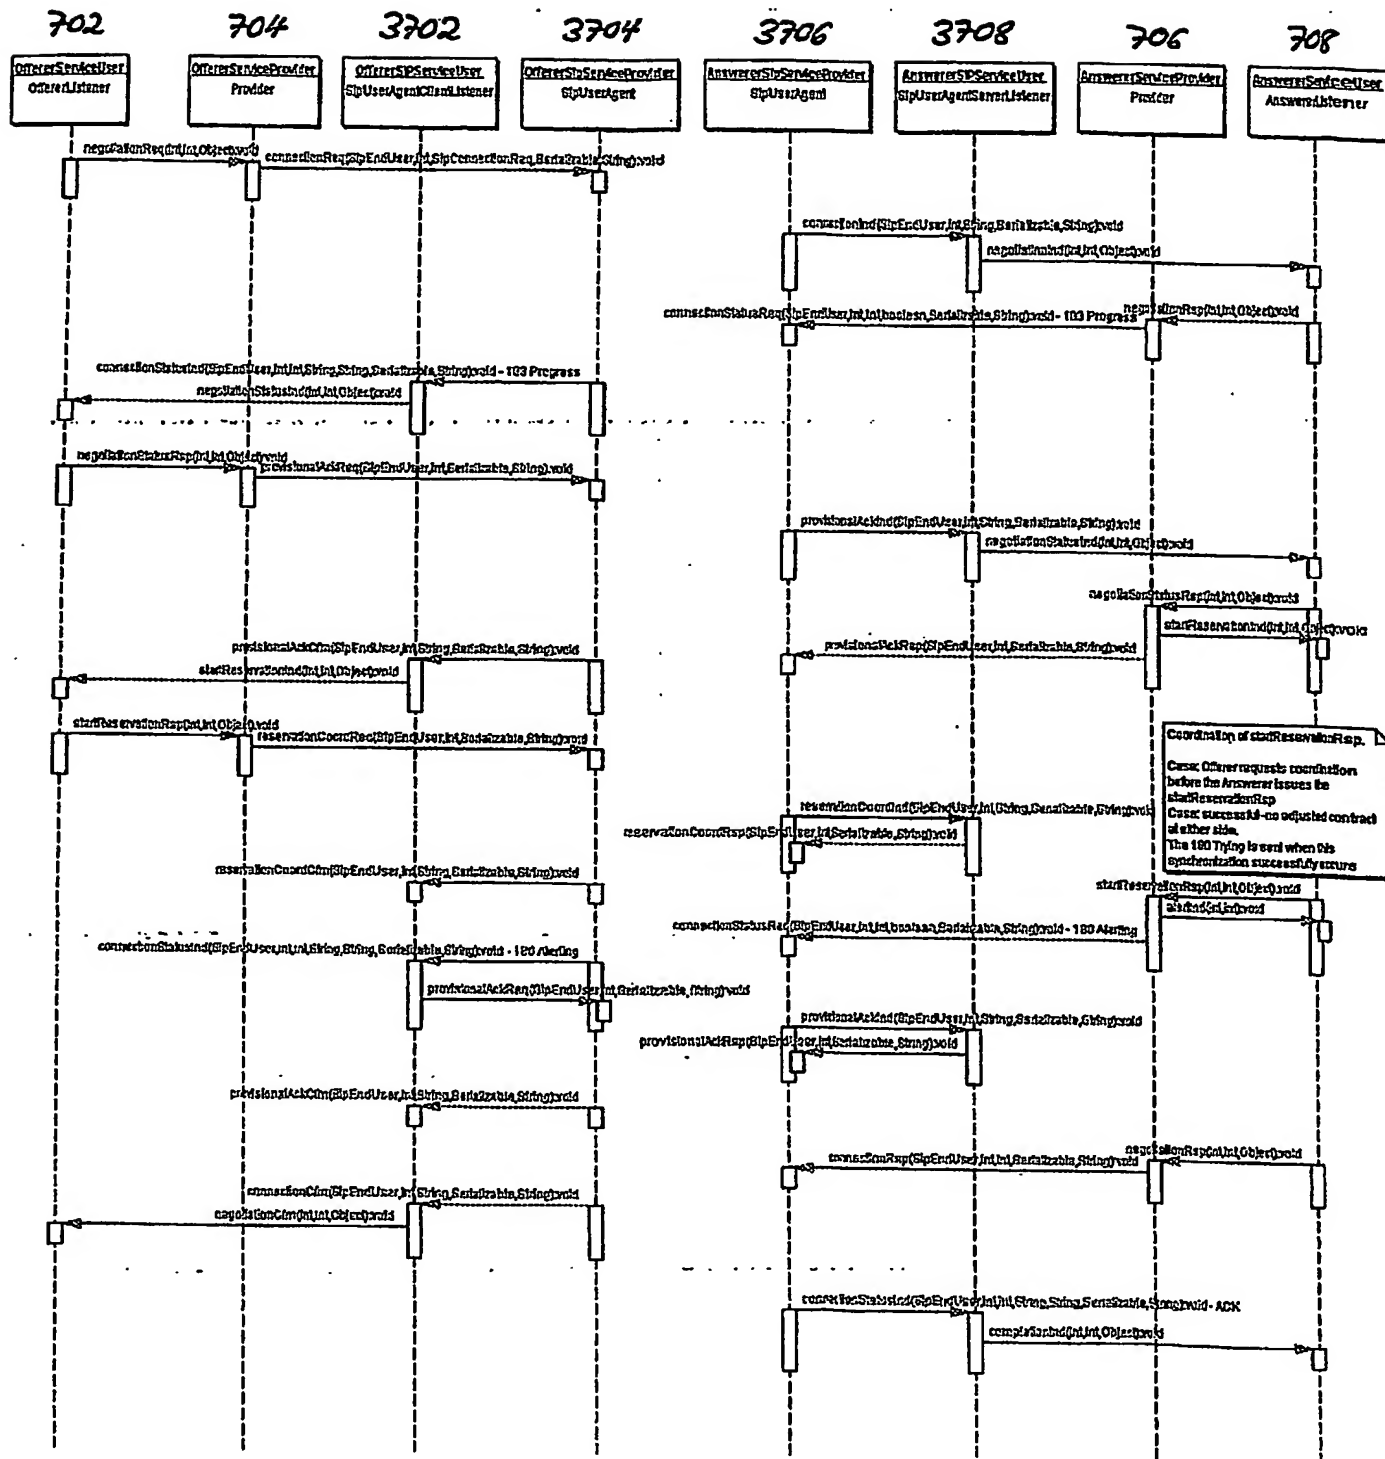 702 704 3702 3704 3706 3708 706 708
OffererServiceUser
OffererListener
OffererServiceProvider
Provider
OffererSIPServiceUser
SipUserAgentClientListener
OffererSipServiceProvider
SipUserAgent
AnswererSipServiceProvider
SipUserAgent
AnswererSIPServiceUser
SipUserAgentServerListener
AnswererServiceProvider
Provider
AnswererServiceUser
AnswererListener
negotiationReq(int,int,Object):void
connectionReq(SipEndUser,int,SipConnectionReq,Serializable,String):void
connectionInd(SipEndUser,int,String,Serializable,String):void
negotiationInd(int,int,Object):void
negotiationRsp(int,int,Object):void
connectionStatusReq(SipEndUser,int,int,boolean,Serializable,String):void - 183 Progress
connectionStatusInd(SipEndUser,int,int,String,String,Serializable,String):void - 183 Progress
negotiationStatusInd(int,int,Object):void
negotiationStatusRsp(int,int,Object):void
provisionalAckReq(SipEndUser,int,Serializable,String):void
provisionalAckInd(SipEndUser,int,String,Serializable,String):void
negotiationStatusInd(int,int,Object):void
negotiationStatusRsp(int,int,Object):void
startReservationInd(int,int,Object):void
provisionalAckRsp(SipEndUser,int,Serializable,String):void
provisionalAckCfm(SipEndUser,int,String,Serializable,String):void
startReservationInd(int,int,Object):void
startReservationRsp(int,int,Object):void
reservationCoordReq(SipEndUser,int,Serializable,String):void
Coordination of startReservationRsp.
Case: Offerer requests coordination
before the Answerer issues the
startReservationRsp
Case: successful-no adjusted contract
at either side.
The 180 Trying is sent when this
synchronization successfully occurs
reservationCoordInd(SipEndUser,int,String,Serializable,String):void
reservationCoordRsp(SipEndUser,int,Serializable,String):void
reservationCoordCfm(SipEndUser,int,String,Serializable,String):void
startReservationRsp(int,int,Object):void
alertInd(int,int):void
connectionStatusReq(SipEndUser,int,int,boolean,Serializable,String):void - 180 Alerting
connectionStatusInd(SipEndUser,int,int,String,String,Serializable,String):void - 180 Alerting
provisionalAckReq(SipEndUser,int,Serializable,String):void
provisionalAckInd(SipEndUser,int,String,Serializable,String):void
provisionalAckRsp(SipEndUser,int,Serializable,String):void
provisionalAckCfm(SipEndUser,int,String,Serializable,String):void
negotiationRsp(int,int,Object):void
connectionRsp(SipEndUser,int,int,Serializable,String):void
connectionCfm(SipEndUser,int,String,Serializable,String):void
negotiationCfm(int,int,Object):void
connectionStatusInd(SipEndUser,int,int,String,String,Serializable,String):void - ACK
completionInd(int,int,Object):void